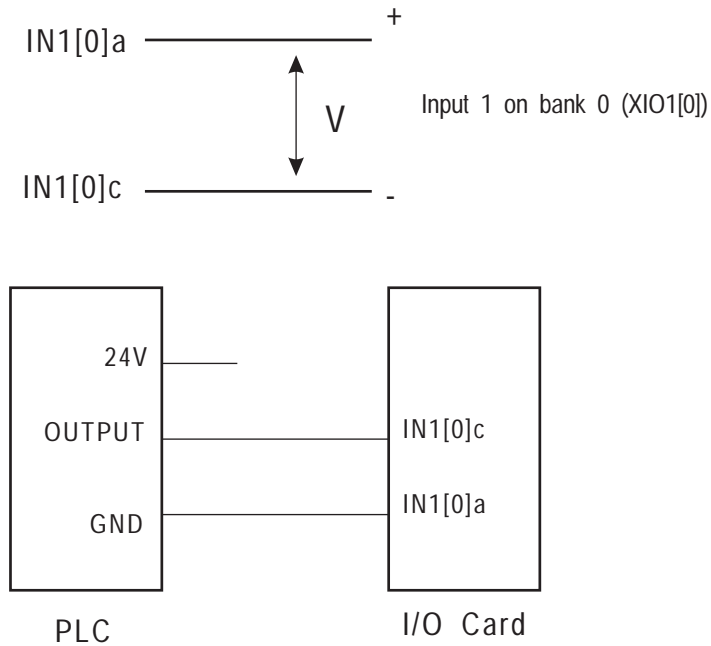 +
IN1[0]a
V
Input 1 on bank 0 (XIO1[0])
IN1[0]c
-
24V
OUTPUT
GND
IN1[0]c
IN1[0]a
PLC
I/O Card